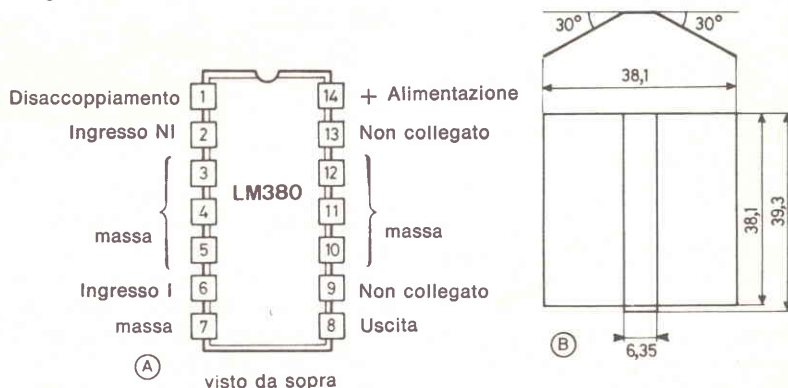 30° 30°
38,1
Disaccoppiamento 1 14 + Alimentazione
Ingresso NI 2 13 Non collegato
3 12
LM380
4 11
massa massa
5 10
Ingresso I 6 9 Non collegato
massa 7 8 Uscita
A
visto da sopra
38,1
39,3
6,35
B